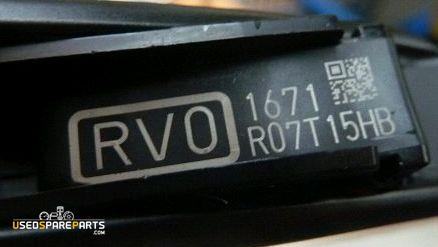 RVO 1671
R07T15HB
USEDSPAREPARTS
.COM